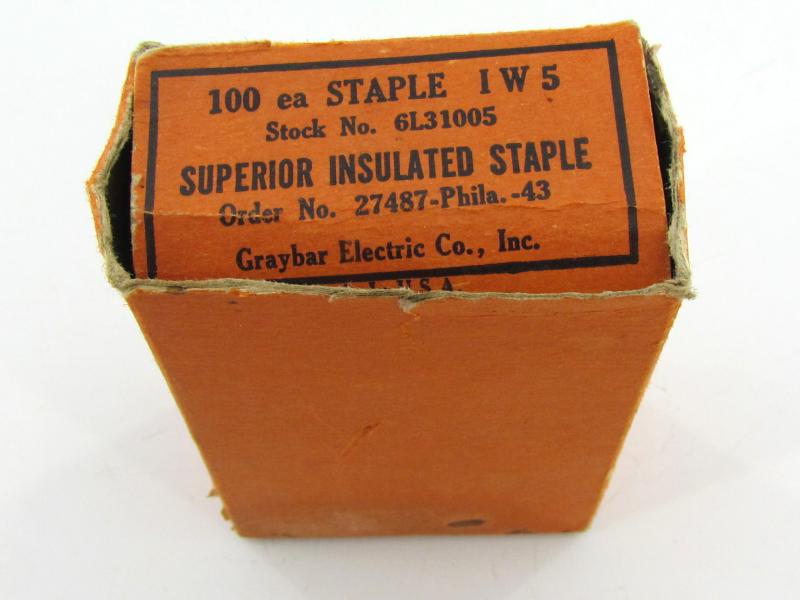 100 ea STAPLE I W 5
Stock No. 6L31005
SUPERIOR INSULATED STAPLE
Order No. 27487-Phila.-43
Graybar Electric Co., Inc.
U.S.A.